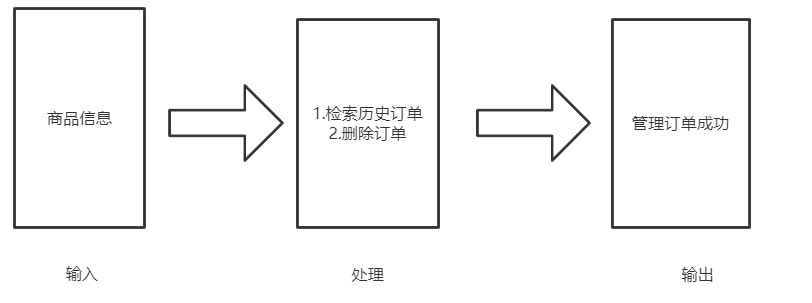 商品信息
1.检索历史订单
2.删除订单
管理订单成功
输入
处理
输出